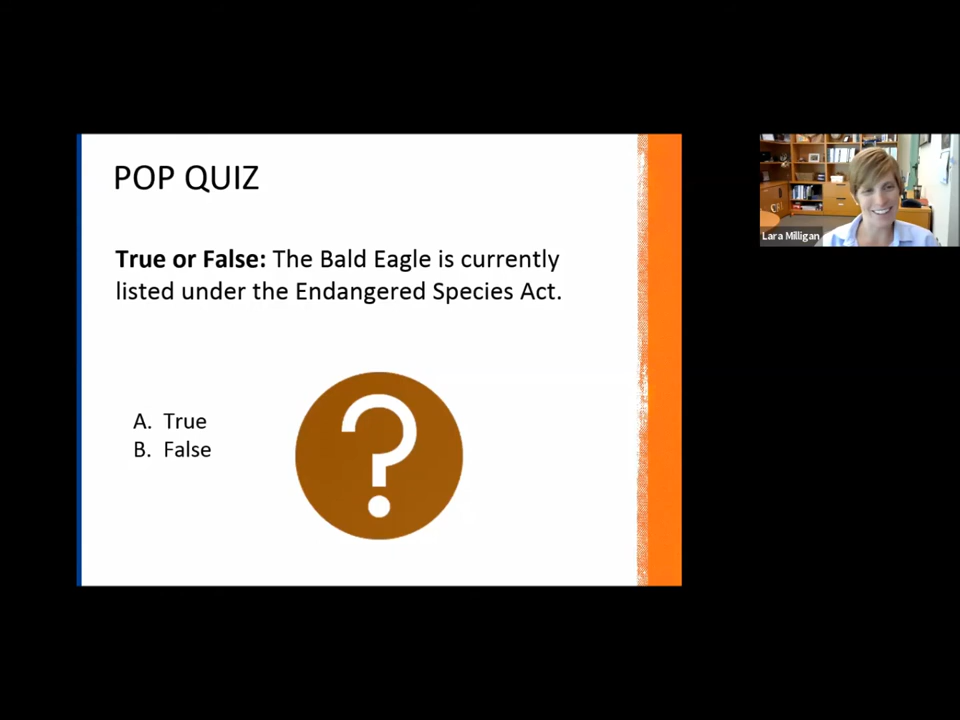 POP QUIZ
True or False: The Bald Eagle is currently
listed under the Endangered Species Act.
A. True
B. False
?
Lara Milligan